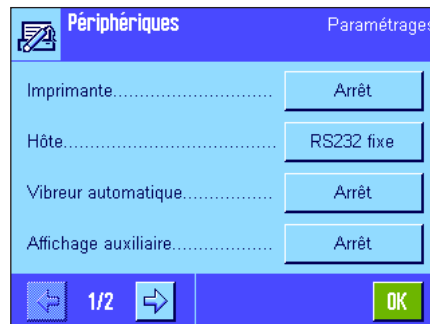 Périphériques Paramétrages
Imprimante............................ Arrêt
Hôte...................................... RS232 fixe
Vibreur automatique................ Arrêt
Affichage auxiliaire.................. Arrêt
1/2 OK